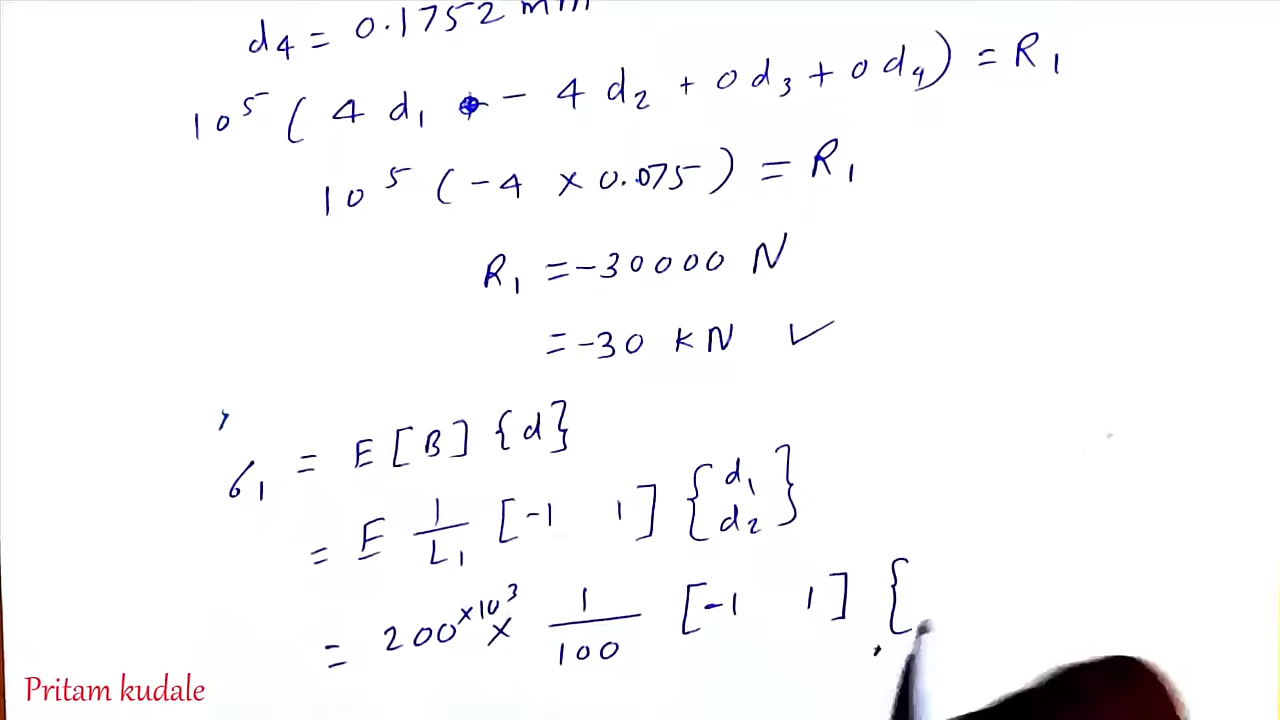 d4 = 0.1752 mm
10^5 ( 4 d1 - 4 d2 + 0 d3 + 0 d4 ) = R1
10^5 ( -4 × 0.075 ) = R1
R1 = -30000 N
= -30 KN ✓
σ1 = E [B] {d}
= E 1/L1 [-1 1] {d1 d2}
= 200×10^3 × 1/100 [-1 1] {
Pritam kudale